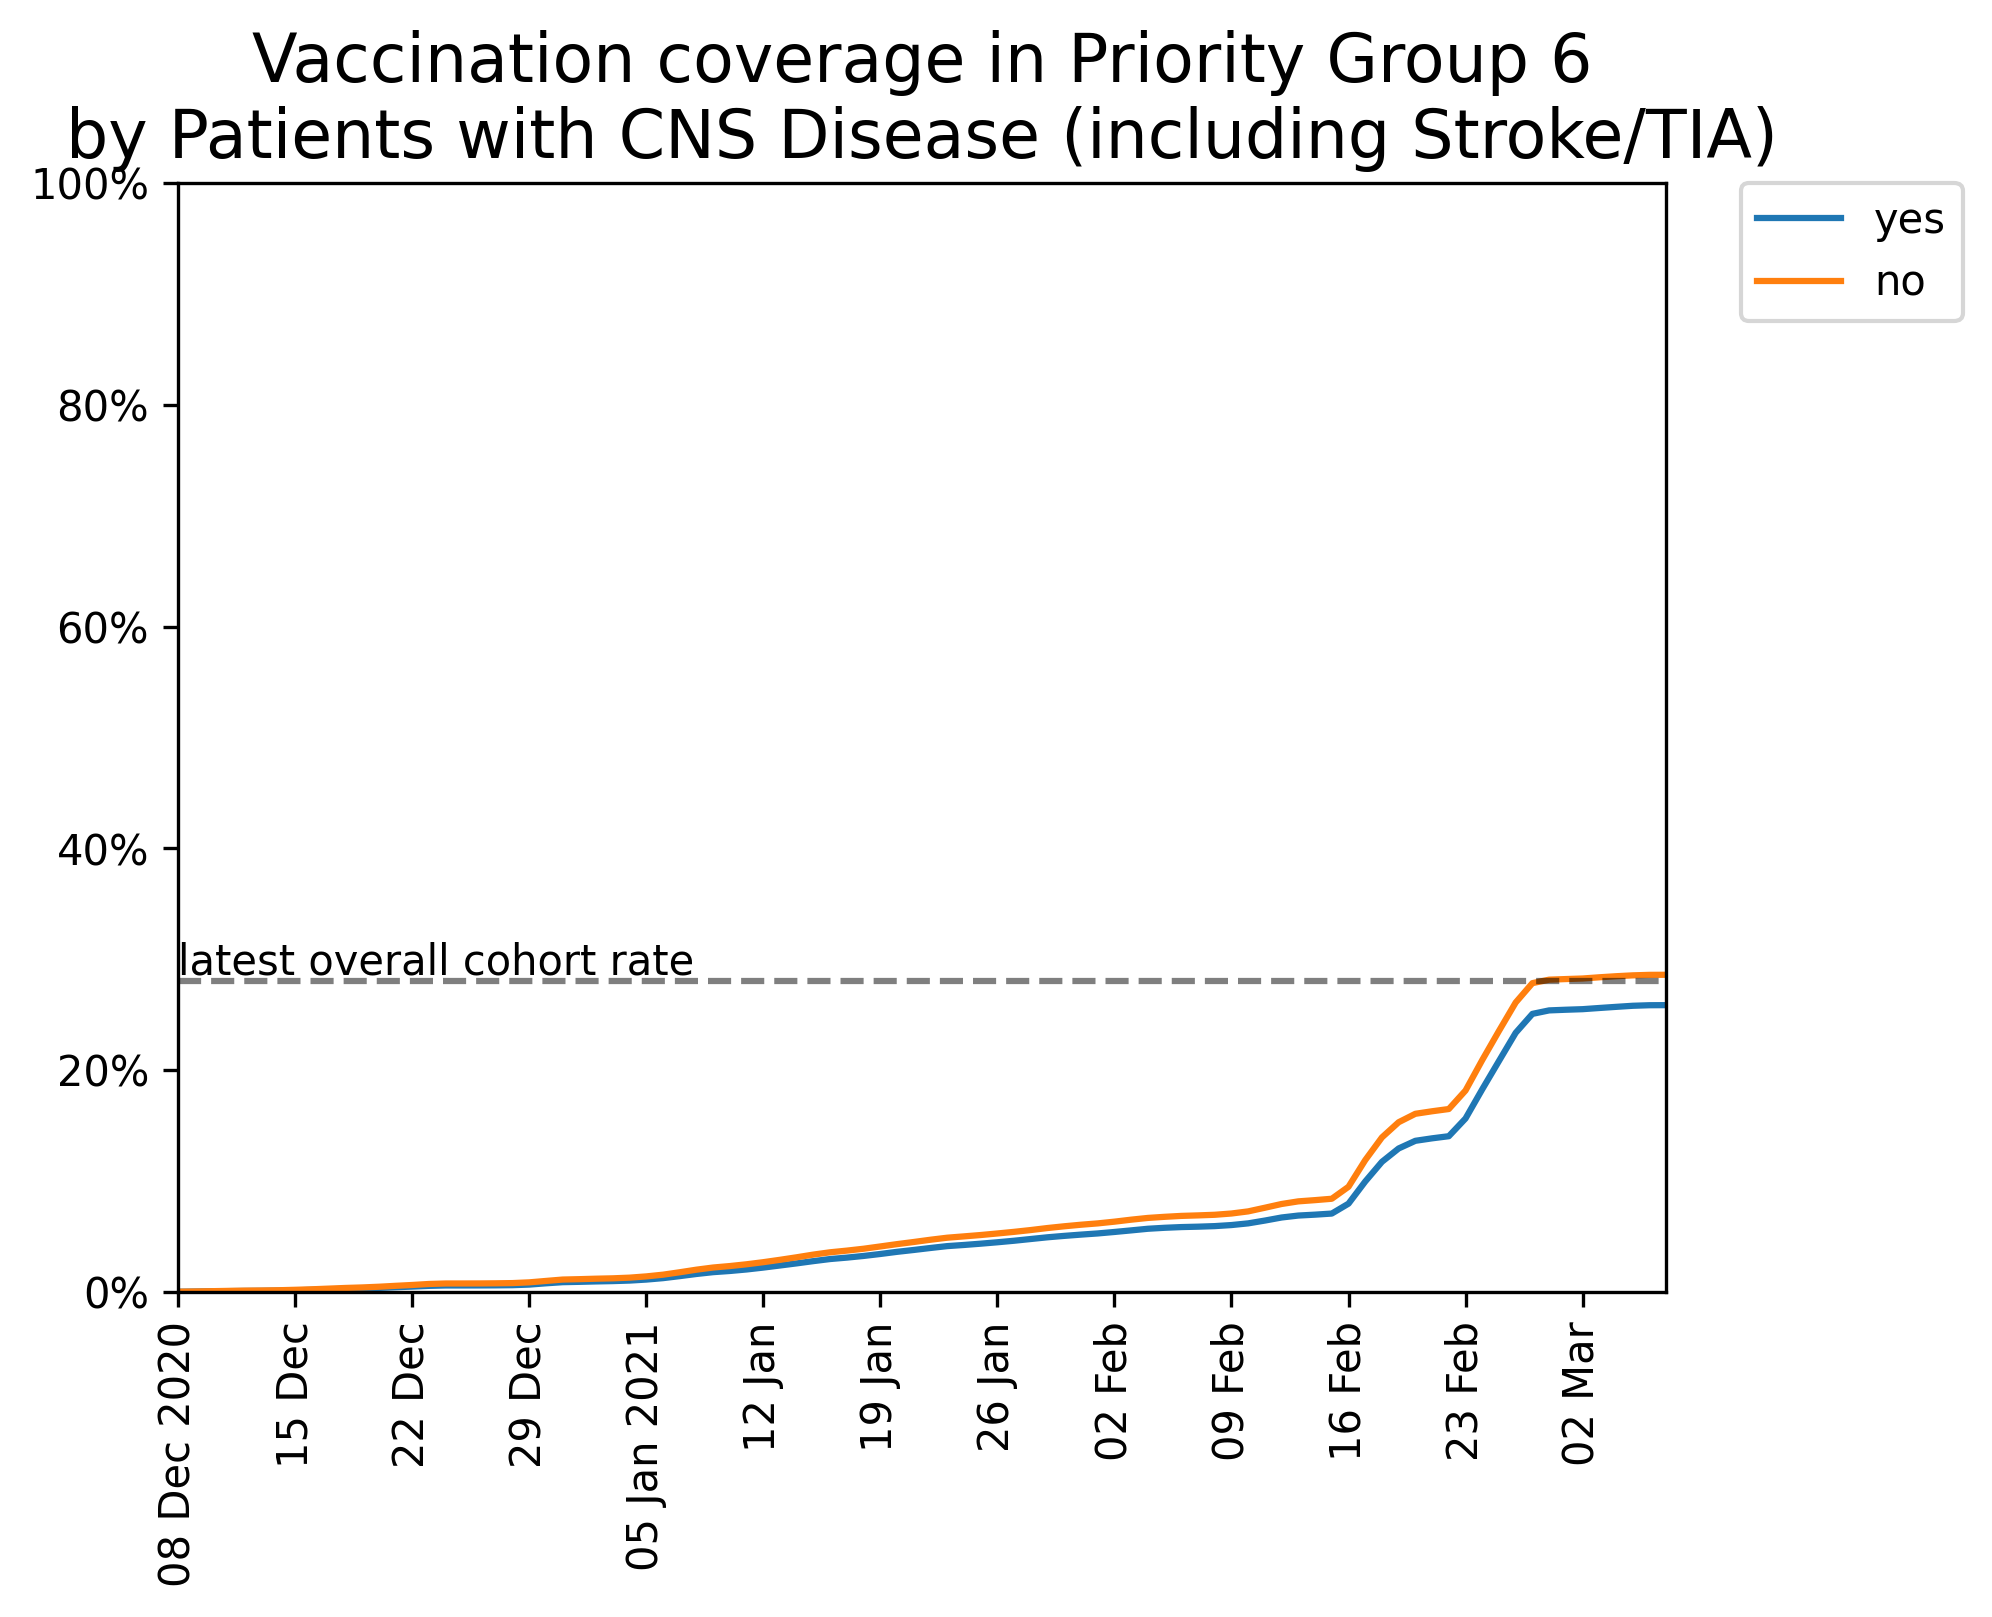 Vaccination coverage in Priority Group 6
by Patients with CNS Disease (including Stroke/TIA)
100%
80%
60%
40%
20%
0%
latest overall cohort rate
yes
no
08 Dec 2020
15 Dec
22 Dec
29 Dec
05 Jan 2021
12 Jan
19 Jan
26 Jan
02 Feb
09 Feb
16 Feb
23 Feb
02 Mar